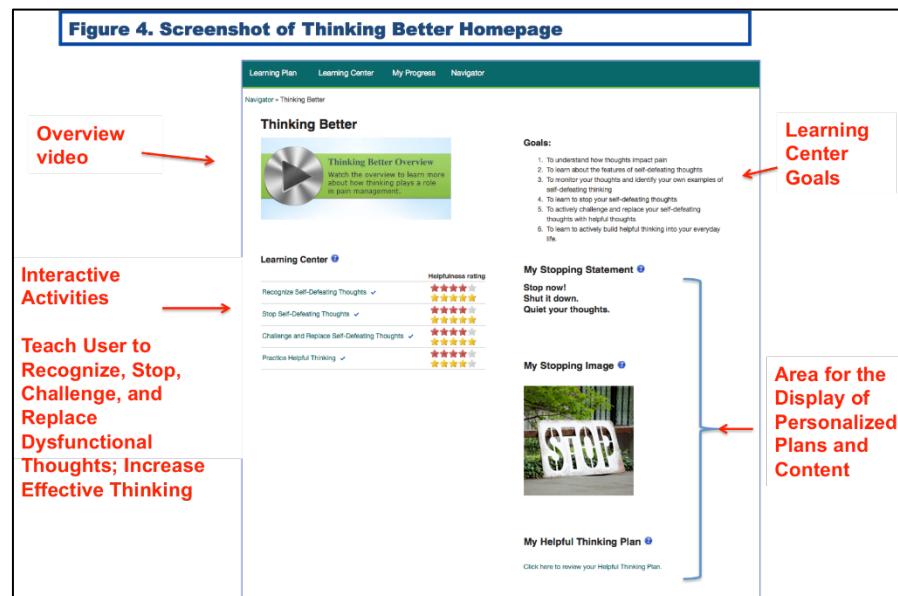 Figure 4. Screenshot of Thinking Better Homepage
Learning Plan Learning Center My Progress Navigator
Navigator » Thinking Better
Thinking Better
Overview
video
Thinking Better Overview
Watch the overview to learn more
about how thinking plays a role
in pain management.
Goals:
1. To understand how thoughts impact pain
2. To learn about the features of self-defeating thoughts
3. To monitor your thoughts and identify your own examples of
self-defeating thinking
4. To learn to stop your self-defeating thoughts
5. To actively challenge and replace your self-defeating
thoughts with helpful thoughts
6. To learn to actively build helpful thinking into your everyday
life.
Learning
Center
Goals
Interactive
Activities
Teach User to
Recognize, Stop,
Challenge, and
Replace
Dysfunctional
Thoughts; Increase
Effective Thinking
Learning Center ?
Helpfulness rating
Recognize Self-Defeating Thoughts ✓
Stop Self-Defeating Thoughts ✓
Challenge and Replace Self-Defeating Thoughts ✓
Practice Helpful Thinking ✓
My Stopping Statement ?
Stop now!
Shut it down.
Quiet your thoughts.
My Stopping Image ?
STOP
My Helpful Thinking Plan ?
Click here to review your Helpful Thinking Plan.
Area for the
Display of
Personalized
Plans and
Content